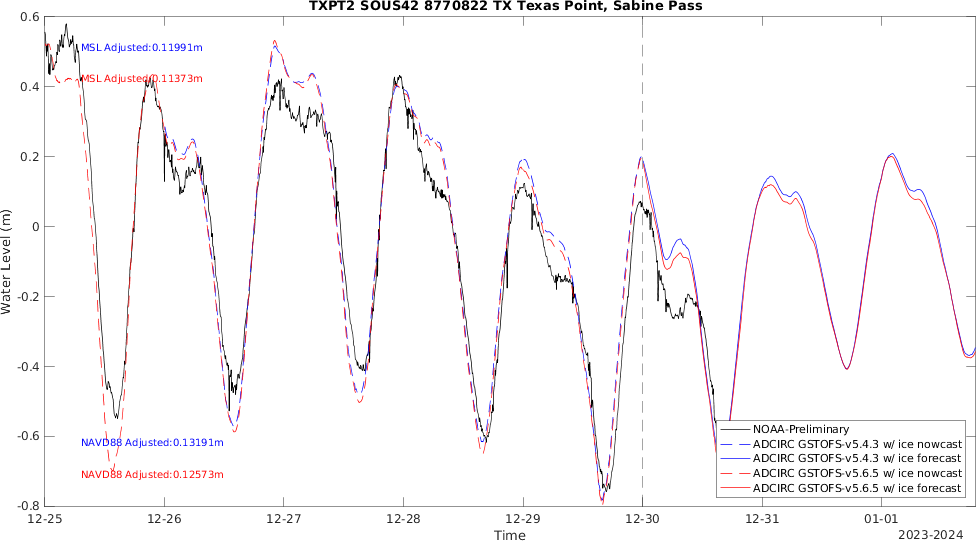 TXPT2 SOUS42 8770822 TX Texas Point, Sabine Pass
Water Level (m)
0.6
0.4
0.2
0
-0.2
-0.4
-0.6
-0.8
MSL Adjusted:0.11991m
MSL Adjusted:0.11373m
NAVD88 Adjusted:0.13191m
NAVD88 Adjusted:0.12573m
NOAA-Preliminary
ADCIRC GSTOFS-v5.4.3 w/ ice nowcast
ADCIRC GSTOFS-v5.4.3 w/ ice forecast
ADCIRC GSTOFS-v5.6.5 w/ ice nowcast
ADCIRC GSTOFS-v5.6.5 w/ ice forecast
12-25 12-26 12-27 12-28 12-29 12-30 12-31 01-01
Time
2023-2024